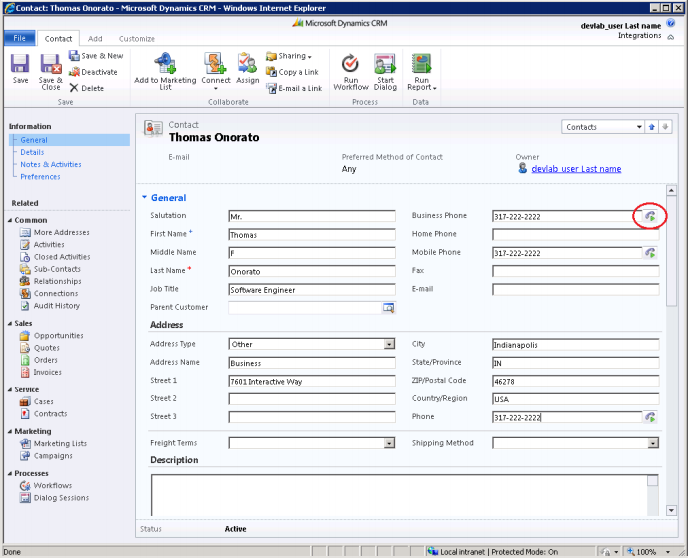 Contact: Thomas Onorato - Microsoft Dynamics CRM - Windows Internet Explorer
Microsoft Dynamics CRM
devlab_user Last name
Integrations
File Contact Add Customize
Save
Save & Close
Save & New
Deactivate
Delete
Save
Add to Marketing List
Connect
Assign
Sharing
Copy a Link
E-mail a Link
Collaborate
Run Workflow
Start Dialog
Process
Run Report
Data
Information
General
Details
Notes & Activities
Preferences
Related
Common
More Addresses
Activities
Closed Activities
Sub-Contacts
Relationships
Connections
Audit History
Sales
Opportunities
Quotes
Orders
Invoices
Service
Cases
Contracts
Marketing
Marketing Lists
Campaigns
Processes
Workflows
Dialog Sessions
Contact
Thomas Onorato
Contacts
E-mail
Preferred Method of Contact
Any
Owner
devlab_user Last name
General
Salutation Mr. Business Phone 317-222-2222
First Name + Thomas Home Phone
Middle Name F Mobile Phone 317-222-2222
Last Name * Onorato Fax
Job Title Software Engineer E-mail
Parent Customer
Address
Address Type Other City Indianapolis
Address Name Business State/Province IN
Street 1 7601 Interactive Way ZIP/Postal Code 46278
Street 2 Country/Region USA
Street 3 Phone 317-222-2222
Freight Terms Shipping Method
Description
Status Active
Done Local intranet | Protected Mode: On 100%